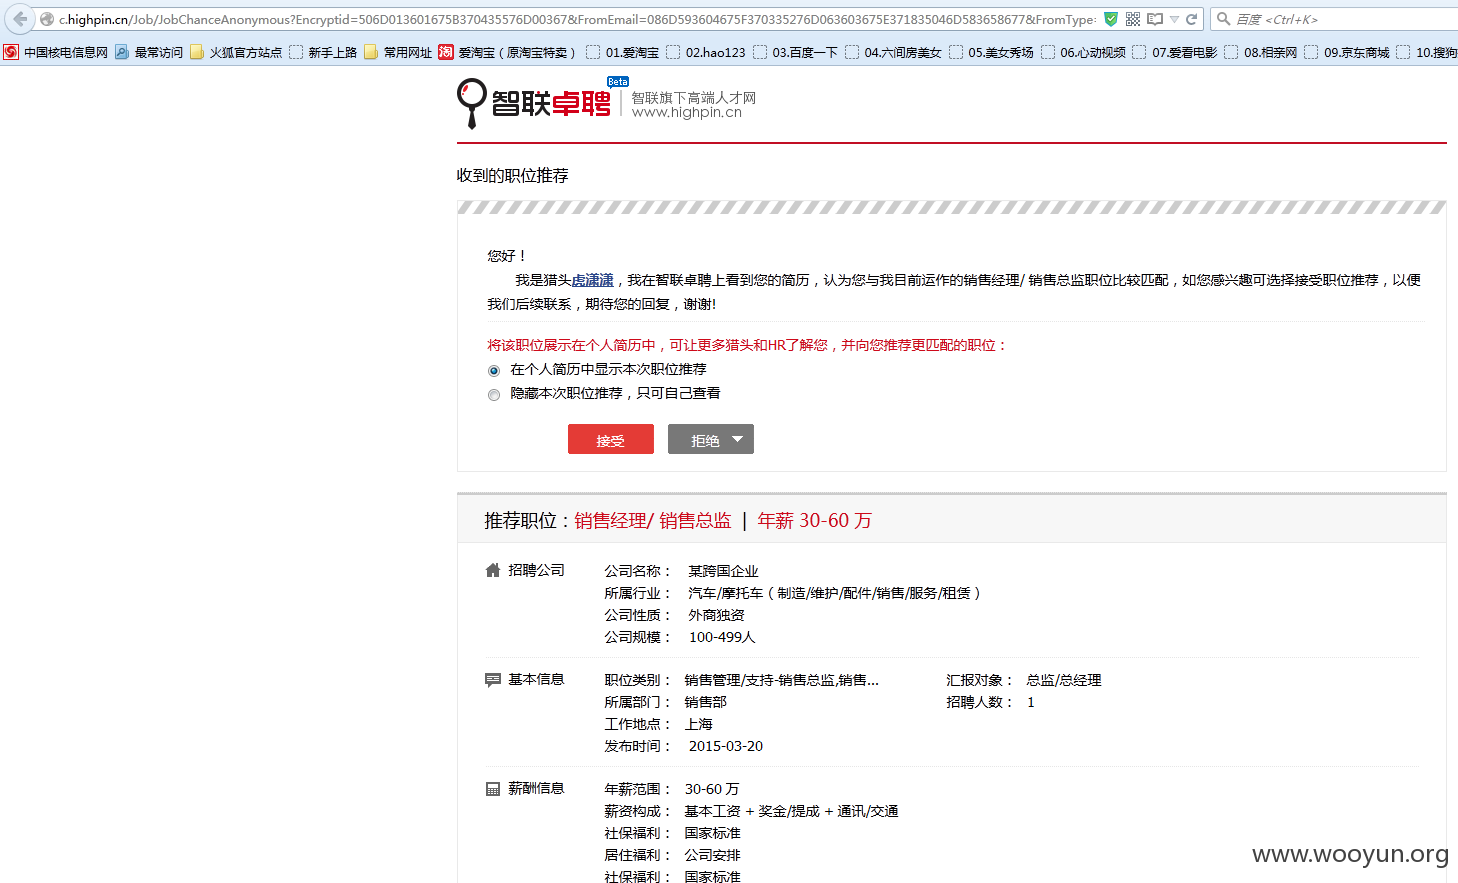 c.highpin.cn/Job/JobChanceAnonymous?Encryptid=506D013601675B370435576D00367&FromEmail=086D593604675F370335276D063603675E371835046D583658677&FromType=
百度 <Ctrl+K>
中国核电信息网 最常访问 火狐官方站点 新手上路 常用网址 淘 爱淘宝（原淘宝特卖） 01.爱淘宝 02.hao123 03.百度一下 04.六间房美女 05.美女秀场 06.心动视频 07.爱看电影 08.相亲网 09.京东商城 10.搜狗
智联卓聘 Beta
智联旗下高端人才网
www.highpin.cn
收到的职位推荐
您好！
我是猎头虎潇潇，我在智联卓聘上看到您的简历，认为您与我目前运作的销售经理/ 销售总监职位比较匹配，如您感兴趣可选择接受职位推荐，以便
我们后续联系，期待您的回复，谢谢!
将该职位展示在个人简历中，可让更多猎头和HR了解您，并向您推荐更匹配的职位：
在个人简历中显示本次职位推荐
隐藏本次职位推荐，只可自己查看
接受 拒绝
推荐职位：销售经理/ 销售总监 | 年薪 30-60 万
招聘公司 公司名称： 某跨国企业
所属行业： 汽车/摩托车（制造/维护/配件/销售/服务/租赁）
公司性质： 外商独资
公司规模： 100-499人
基本信息 职位类别： 销售管理/支持-销售总监,销售... 汇报对象： 总监/总经理
所属部门： 销售部 招聘人数： 1
工作地点： 上海
发布时间： 2015-03-20
薪酬信息 年薪范围： 30-60 万
薪资构成： 基本工资 + 奖金/提成 + 通讯/交通
社保福利： 国家标准
居住福利： 公司安排
社保福利： 国家标准
www.wooyun.org